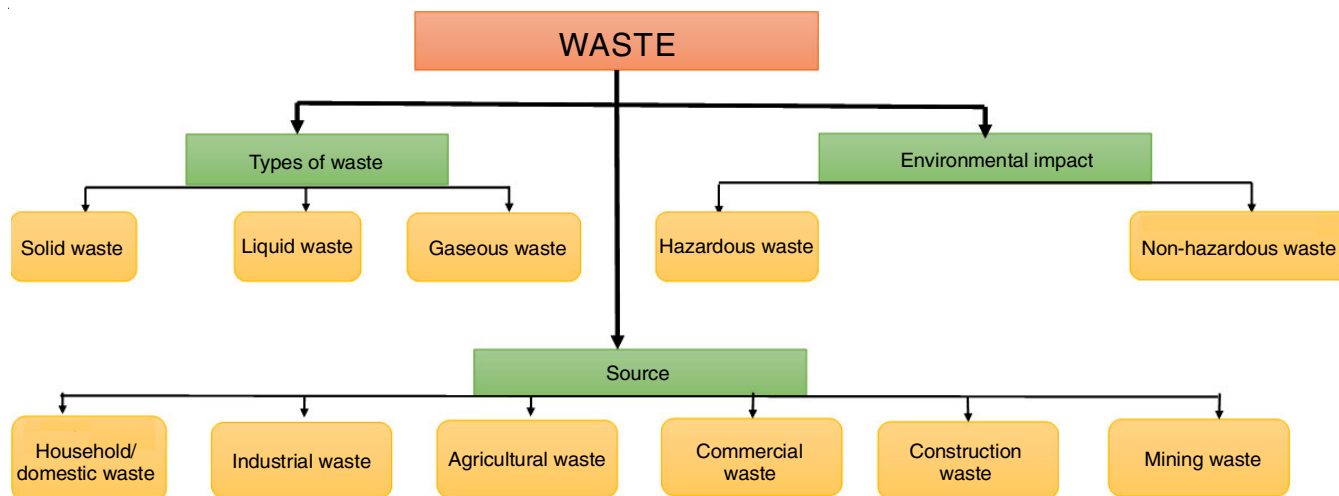 WASTE
Types of waste
Environmental impact
Solid waste
Liquid waste
Gaseous waste
Hazardous waste
Non-hazardous waste
Source
Household/
domestic waste
Industrial waste
Agricultural waste
Commercial
waste
Construction
waste
Mining waste